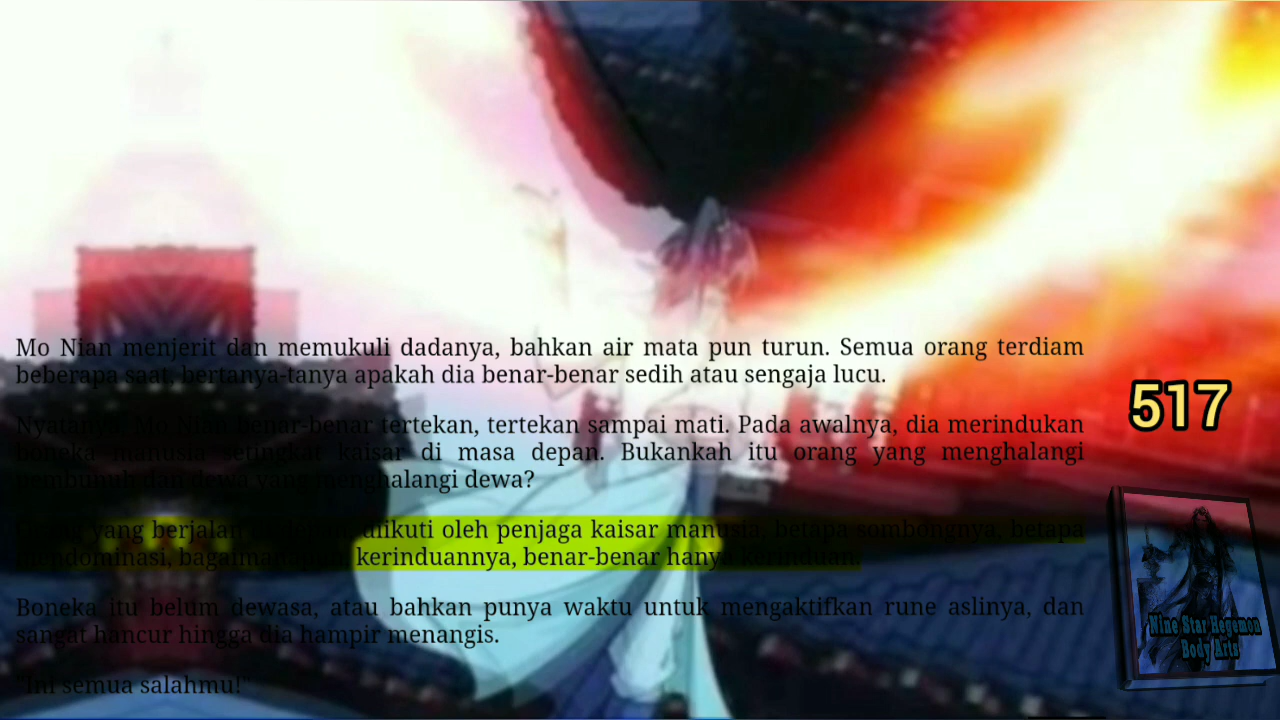 Mo Nian menjerit dan memukuli dadanya, bahkan air mata pun turun. Semua orang terdiam
beberapa saat, bertanya-tanya apakah dia benar-benar sedih atau sengaja lucu.
Nyatanya, Mo Nian benar-benar tertekan, tertekan sampai mati. Pada awalnya, dia merindukan
boneka manusia setingkat kaisar di masa depan. Bukankah itu orang yang menghalangi
pembunuh dan dewa yang menghalangi dewa?
Orang yang berjalan diikuti oleh penjaga kaisar manusia, betapa sombongnya, betapa
mendominasi, kerinduannya, benar-benar hanya kerinduan.
Boneka itu belum dewasa, atau bahkan punya waktu untuk mengaktifkan rune aslinya, dan
sangat hancur hingga dia hampir menangis.
"Ini semua salahmu!"
517
Nine Star Hegemon
Body Arts